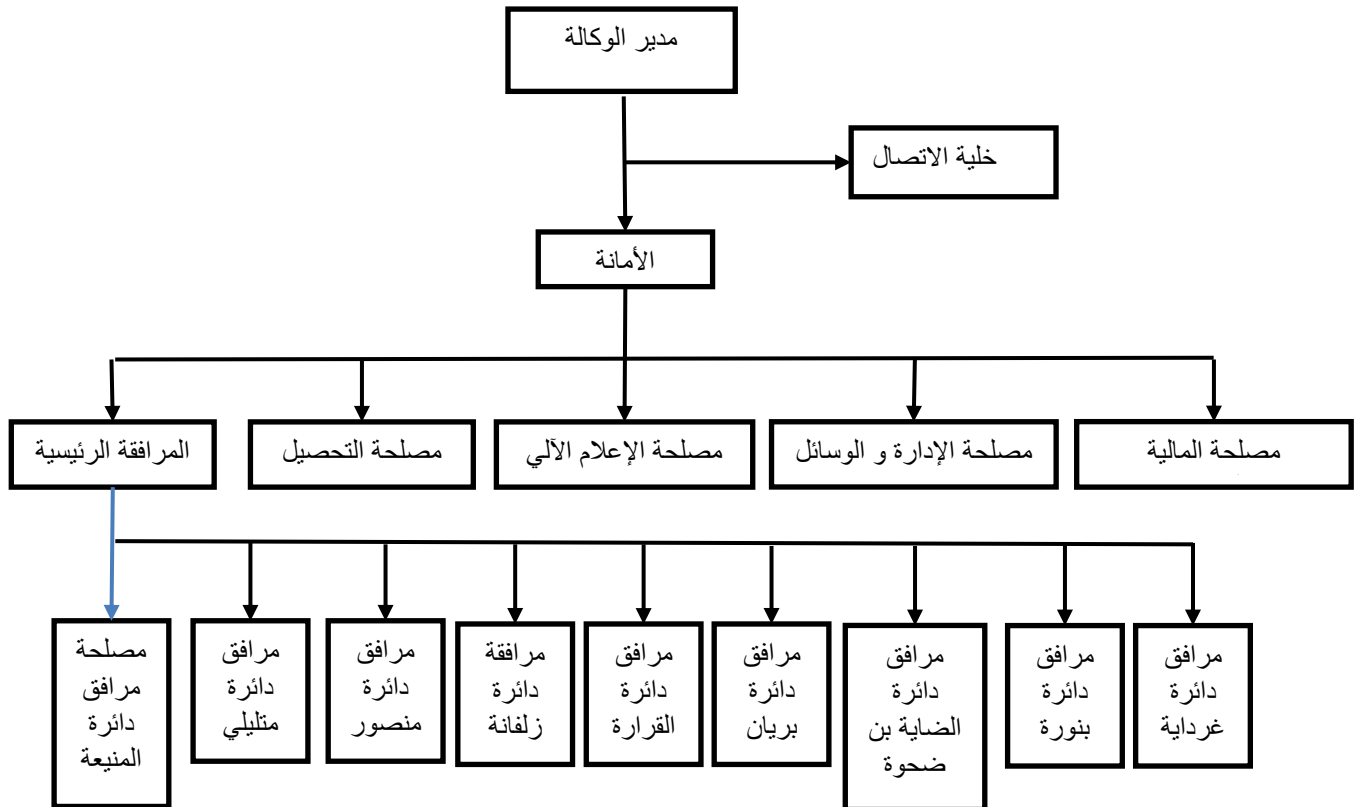 مدير الوكالة
خلية الاتصال
الأمانة
مصلحة المالية
مصلحة الإدارة و الوسائل
مصلحة الإعلام الآلي
مصلحة التحصيل
المرافقة الرئيسية
مرافق
دائرة
غرداية
مرافق
دائرة
بنورة
مرافق
دائرة
الضاية بن
ضحوة
مرافق
دائرة
بريان
مرافق
دائرة
القرارة
مرافقة
دائرة
زلفانة
مرافق
دائرة
منصور
مرافق
دائرة
متليلي
مصلحة
مرافق
دائرة
المنيعة